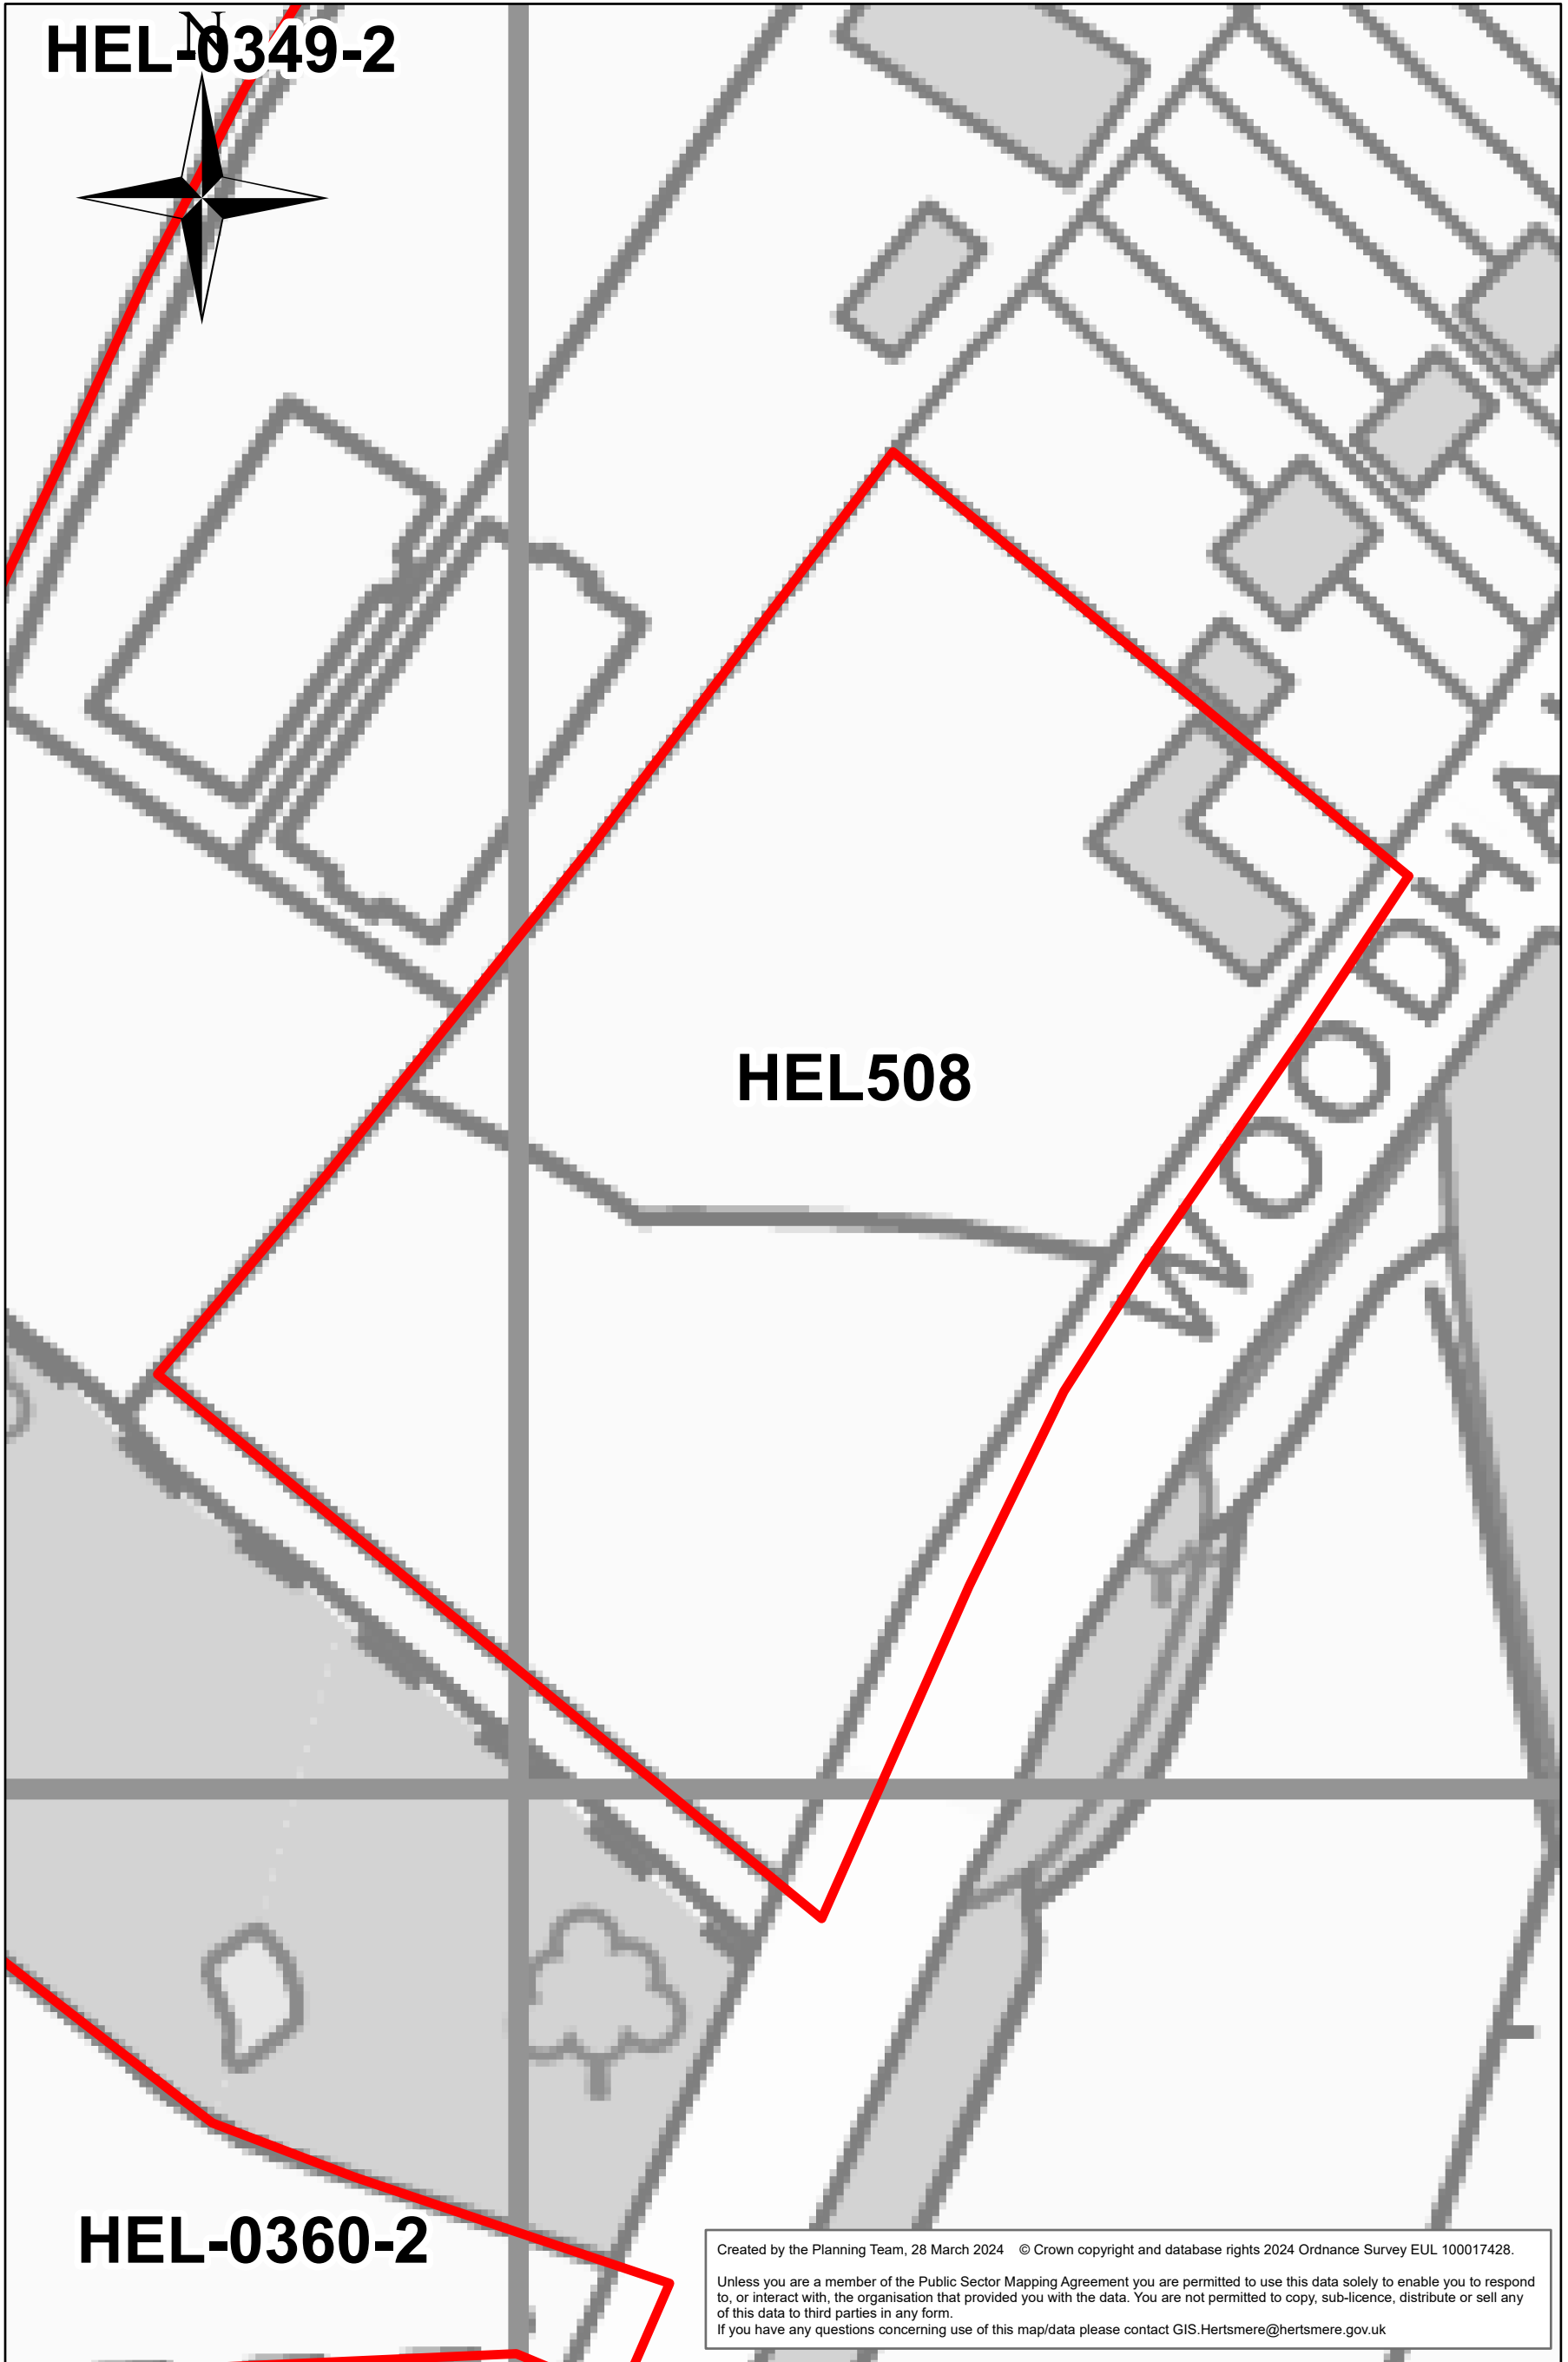 HEL-0349-2
N
WOODHA
HEL508
HEL-0360-2
Created by the Planning Team, 28 March 2024 © Crown copyright and database rights 2024 Ordnance Survey EUL 100017428.
Unless you are a member of the Public Sector Mapping Agreement you are permitted to use this data solely to enable you to respond
to, or interact with, the organisation that provided you with the data. You are not permitted to copy, sub-licence, distribute or sell any
of this data to third parties in any form.
If you have any questions concerning use of this map/data please contact GIS.Hertsmere@hertsmere.gov.uk